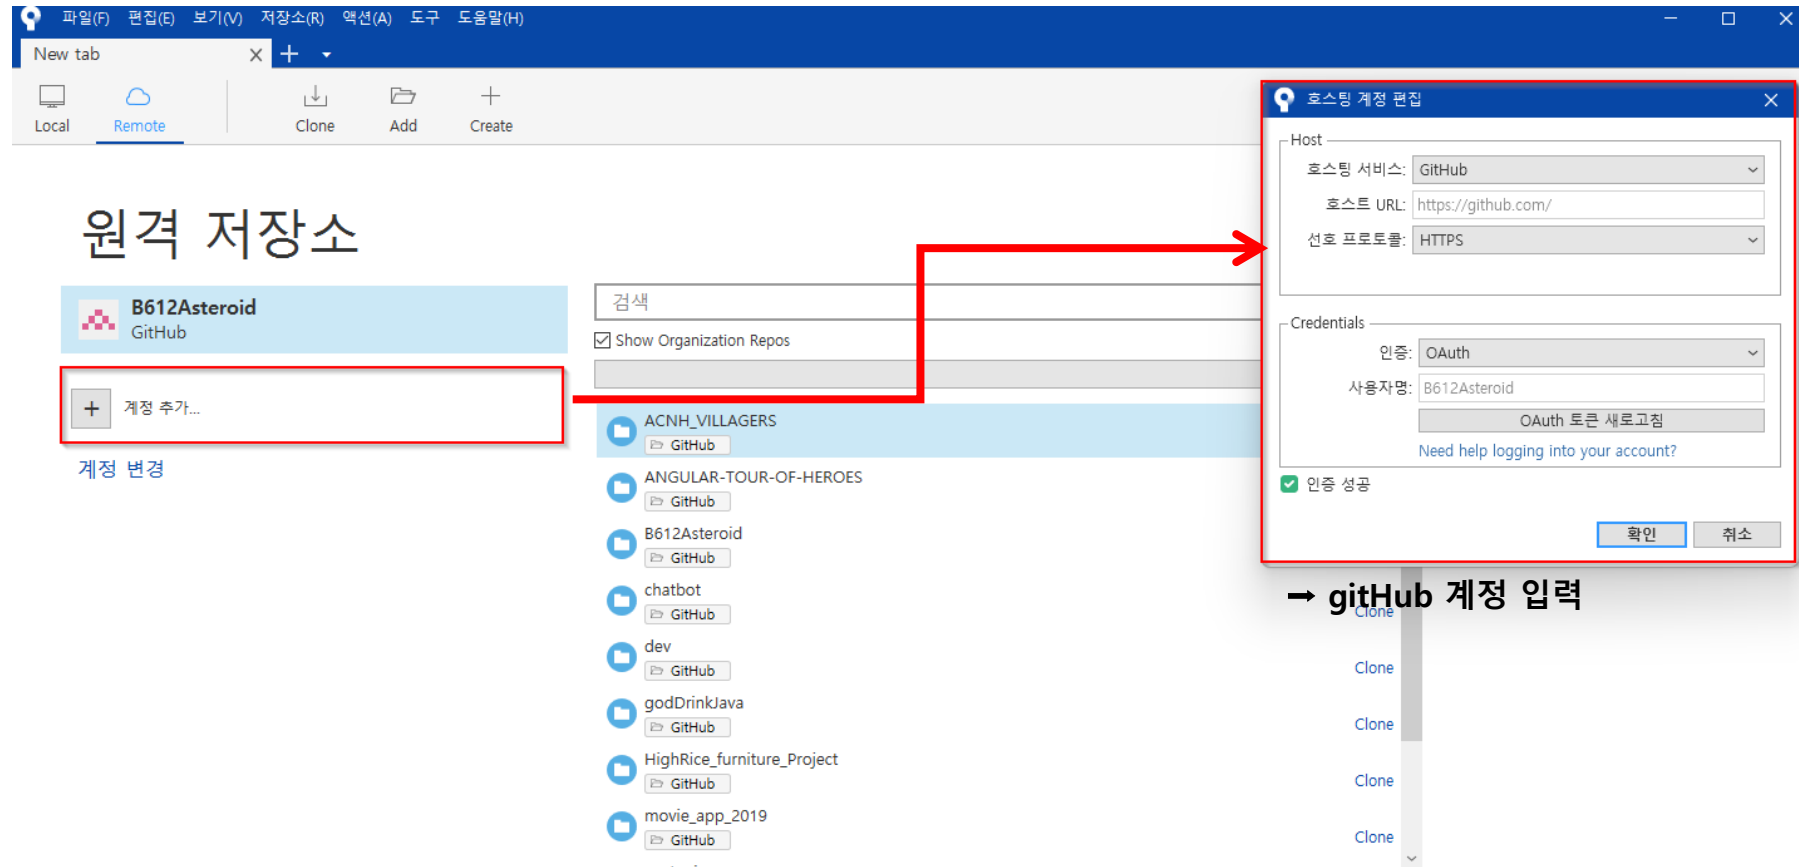 파일(F) 편집(E) 보기(V) 저장소(R) 액션(A) 도구 도움말(H)
New tab
Local Remote Clone Add Create
원격 저장소
B612Asteroid
GitHub
계정 추가...
계정 변경
검색
Show Organization Repos
ACNH_VILLAGERS
GitHub
ANGULAR-TOUR-OF-HEROES
GitHub
B612Asteroid
GitHub
chatbot
GitHub
Clone
dev
GitHub
Clone
godDrinkJava
GitHub
Clone
HighRice_furniture_Project
GitHub
Clone
movie_app_2019
GitHub
Clone
호스팅 계정 편집
Host
호스팅 서비스: GitHub
호스트 URL: https://github.com/
선호 프로토콜: HTTPS
Credentials
인증: OAuth
사용자명: B612Asteroid
OAuth 토큰 새로고침
Need help logging into your account?
인증 성공
확인 취소
→ gitHub 계정 입력